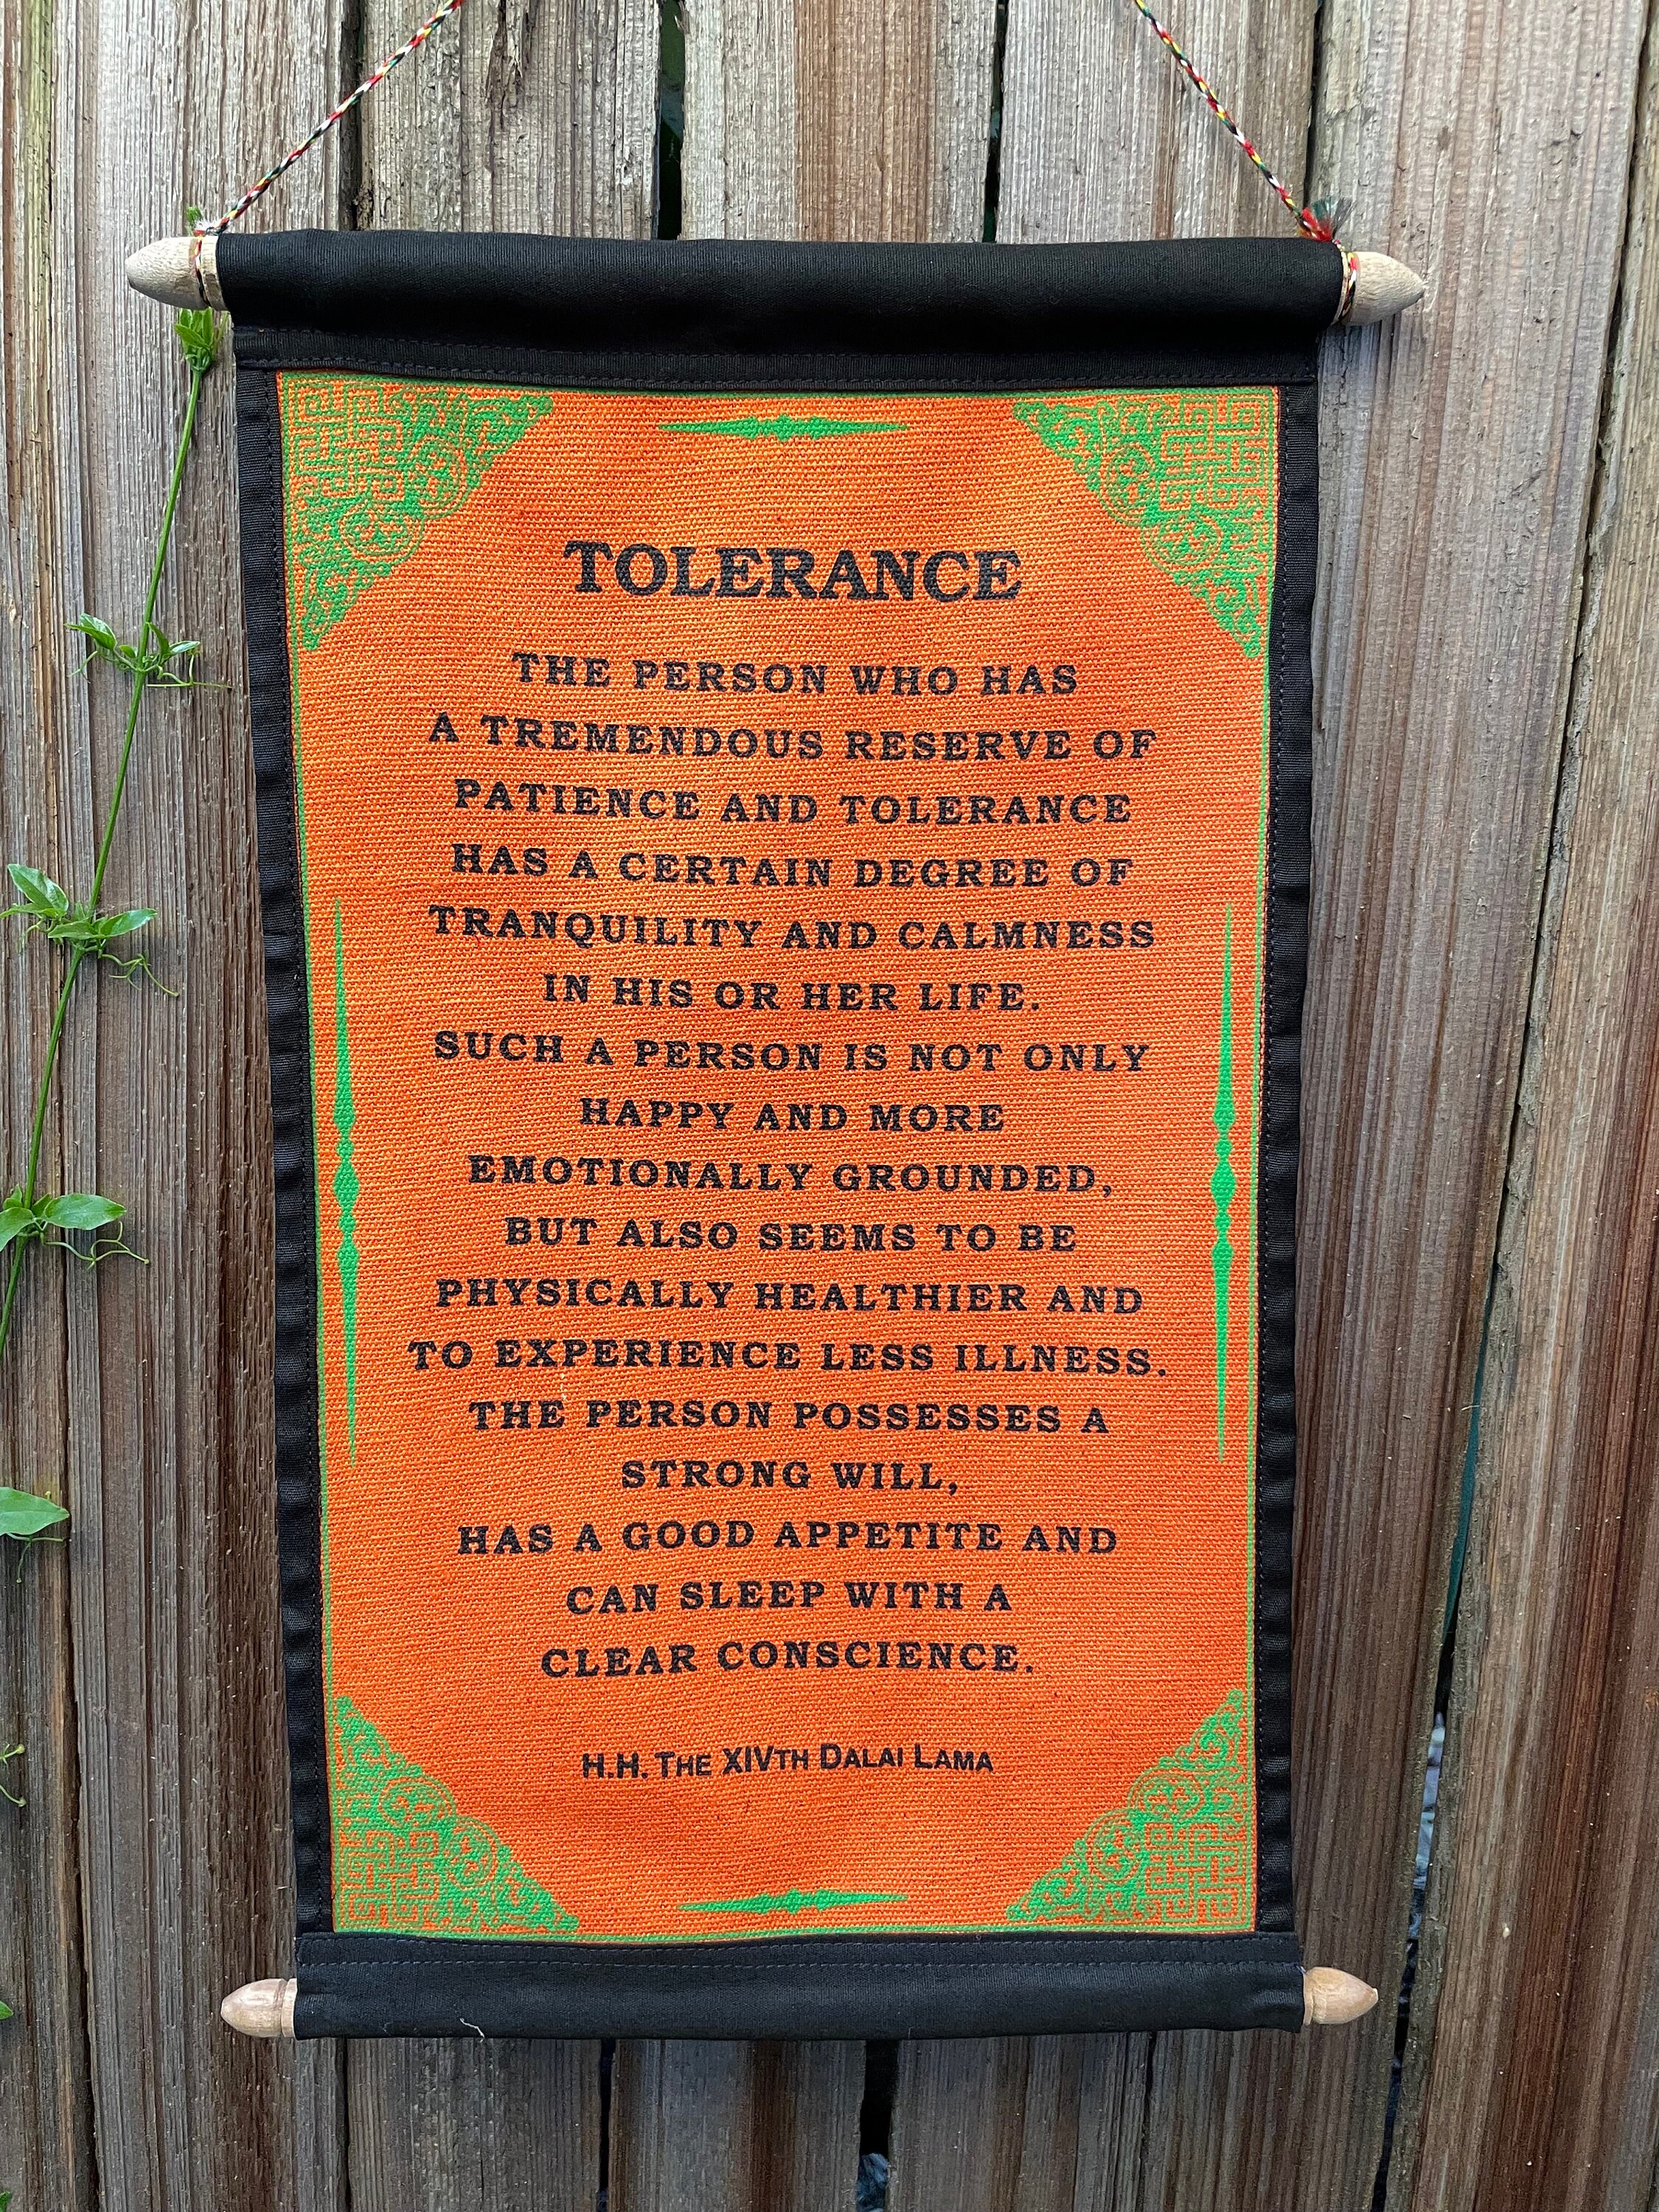 TOLERANCE
THE PERSON WHO HAS
A TREMENDOUS RESERVE OF
PATIENCE AND TOLERANCE
HAS A CERTAIN DEGREE OF
TRANQUILITY AND CALMNESS
IN HIS OR HER LIFE.
SUCH A PERSON IS NOT ONLY
HAPPY AND MORE
EMOTIONALLY GROUNDED,
BUT ALSO SEEMS TO BE
PHYSICALLY HEALTHIER AND
TO EXPERIENCE LESS ILLNESS.
THE PERSON POSSESSES A
STRONG WILL,
HAS A GOOD APPETITE AND
CAN SLEEP WITH A
CLEAR CONSCIENCE.
H.H. THE XIVTH DALAI LAMA